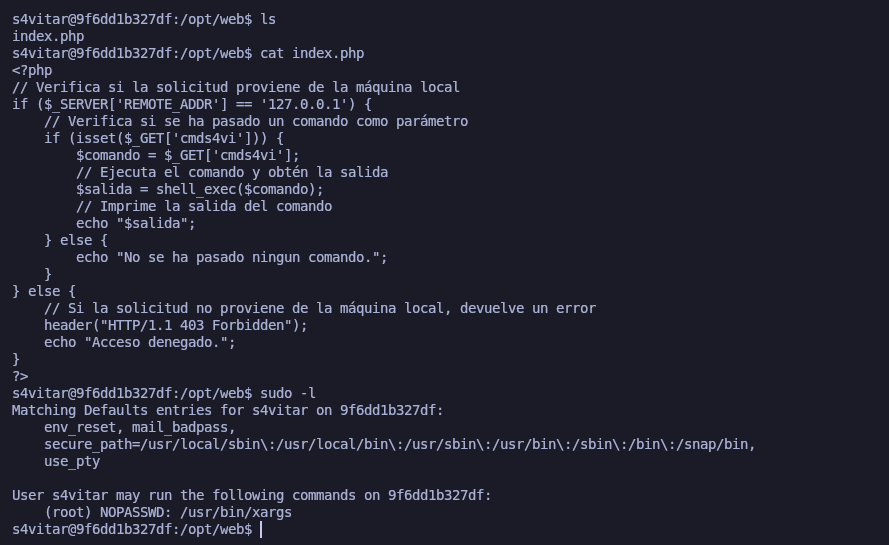 s4vitar@9f6dd1b327df:/opt/web$ ls
index.php
s4vitar@9f6dd1b327df:/opt/web$ cat index.php
<?php
// Verifica si la solicitud proviene de la máquina local
if ($_SERVER['REMOTE_ADDR'] == '127.0.0.1') {
    // Verifica si se ha pasado un comando como parámetro
    if (isset($_GET['cmds4vi'])) {
        $comando = $_GET['cmds4vi'];
        // Ejecuta el comando y obtén la salida
        $salida = shell_exec($comando);
        // Imprime la salida del comando
        echo "$salida";
    } else {
        echo "No se ha pasado ningun comando.";
    }
} else {
    // Si la solicitud no proviene de la máquina local, devuelve un error
    header("HTTP/1.1 403 Forbidden");
    echo "Acceso denegado.";
}
?>
s4vitar@9f6dd1b327df:/opt/web$ sudo -l
Matching Defaults entries for s4vitar on 9f6dd1b327df:
    env_reset, mail_badpass,
    secure_path=/usr/local/sbin\:/usr/local/bin\:/usr/sbin\:/usr/bin\:/sbin\:/bin\:/snap/bin,
    use_pty

User s4vitar may run the following commands on 9f6dd1b327df:
    (root) NOPASSWD: /usr/bin/xargs
s4vitar@9f6dd1b327df:/opt/web$